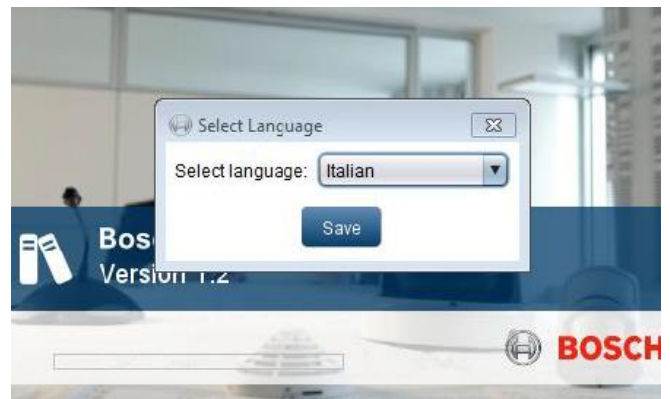 Select Language
Select language: Italian
Save
Version 1.2
BOSCH